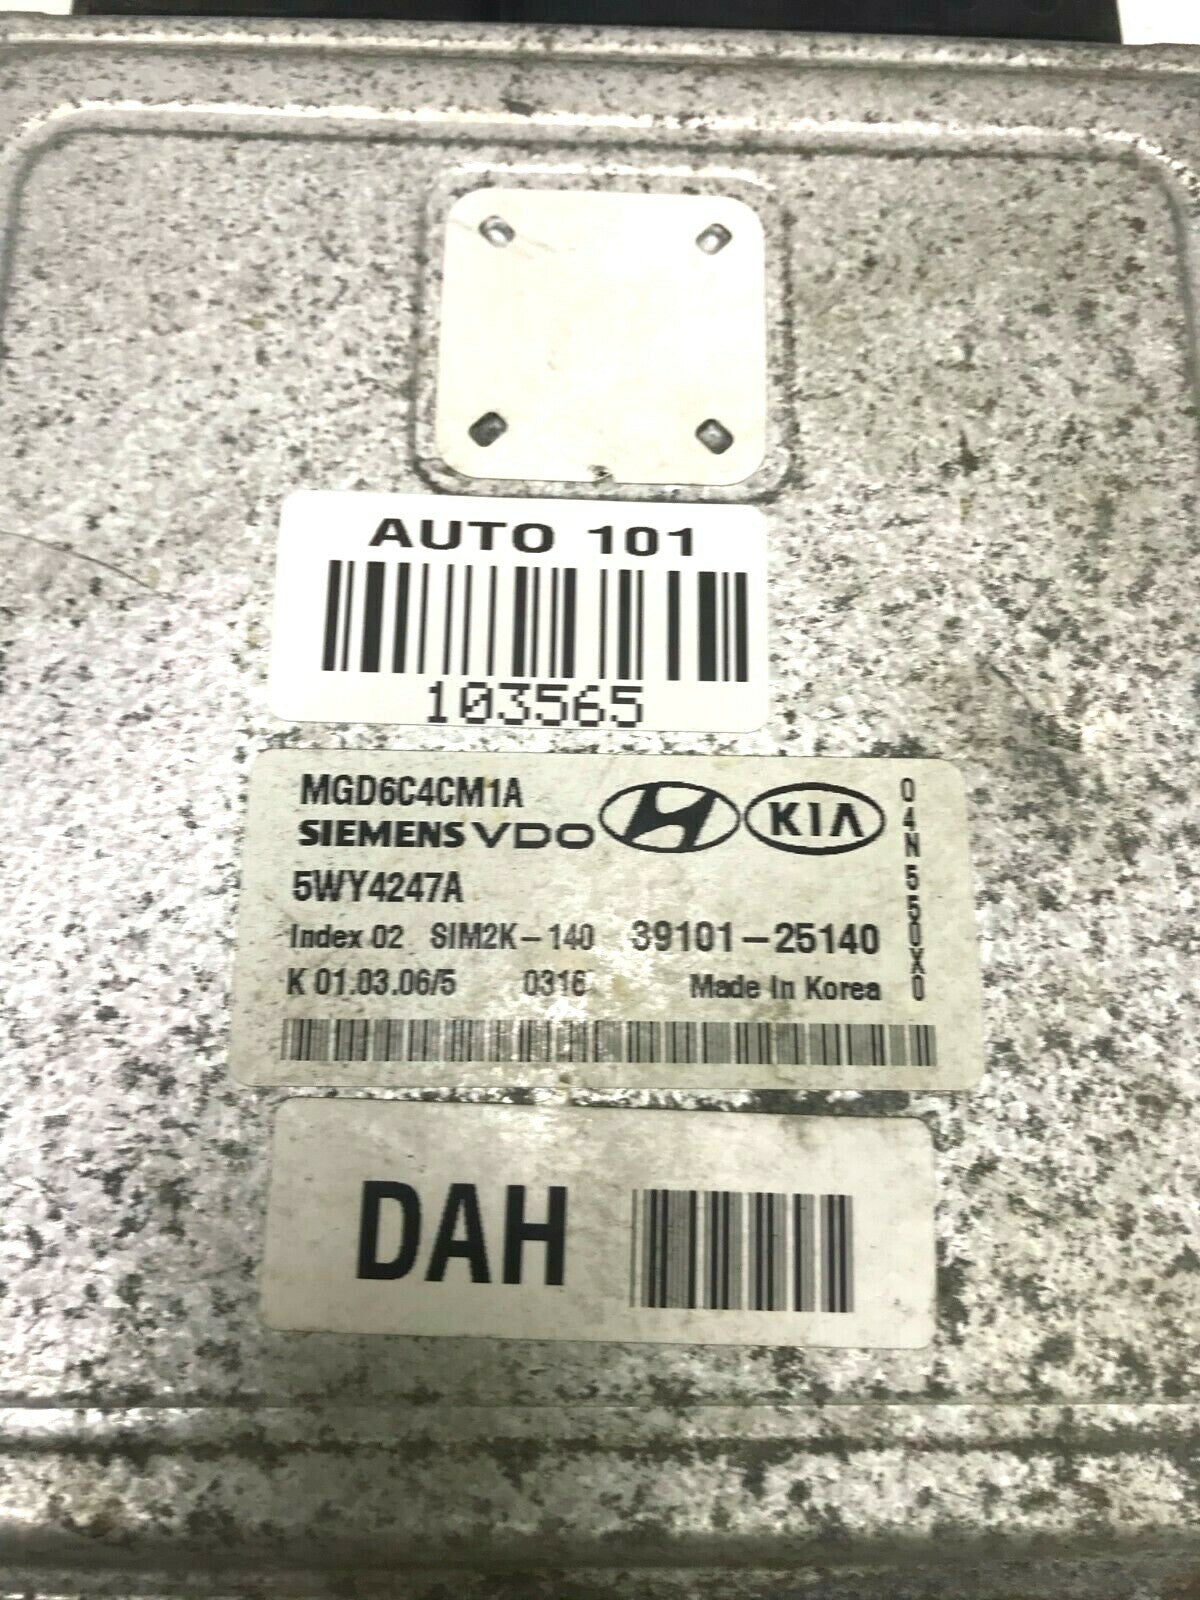 AUTO 101
103565
MGD6C4CM1A
SIEMENS VDO
KIA
5WY4247A
Index 02 SIM2K-140 39101-25140
K 01.03.06/5 0316 Made In Korea
04N550X0
DAH